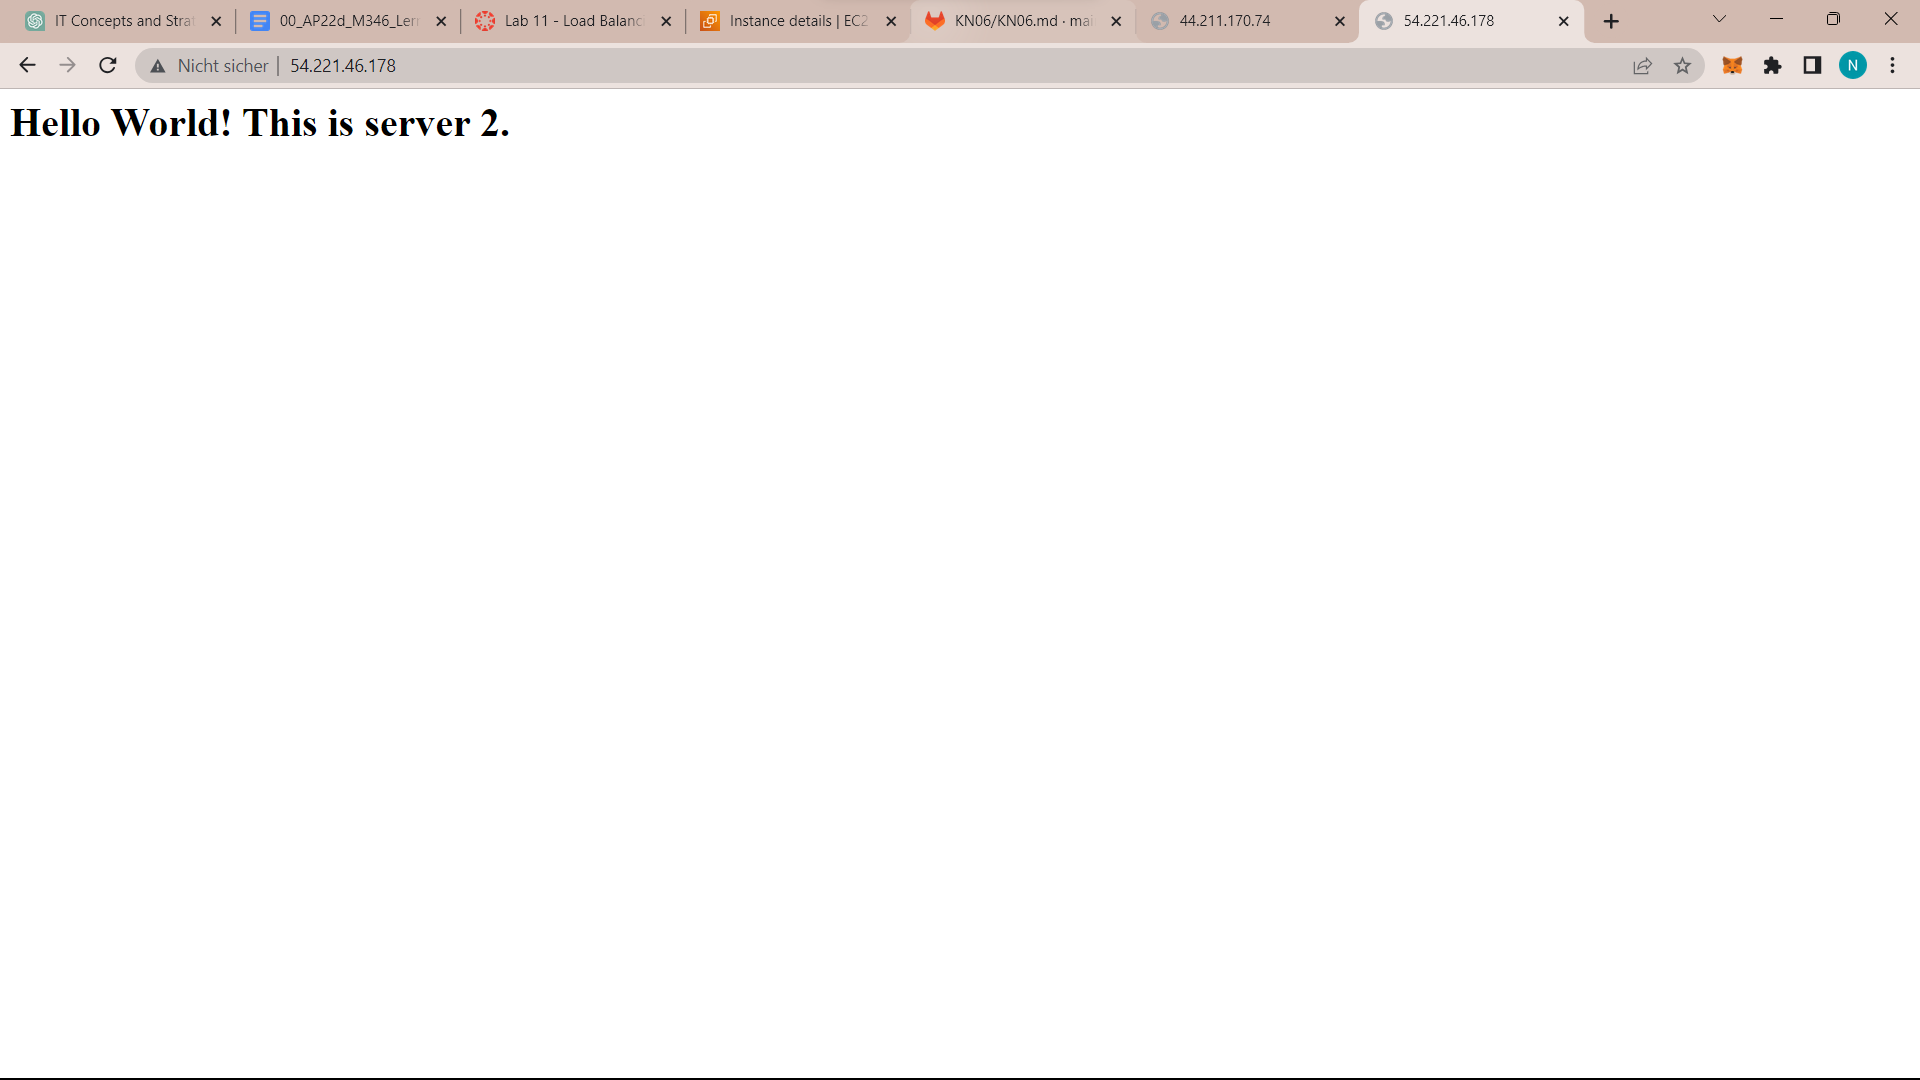 IT Concepts and Strat
00_AP22d_M346_Lern
Lab 11 - Load Balanc
Instance details | EC2
KN06/KN06.md · mai
44.211.170.74
54.221.46.178
Nicht sicher
54.221.46.178
N
Hello World! This is server 2.